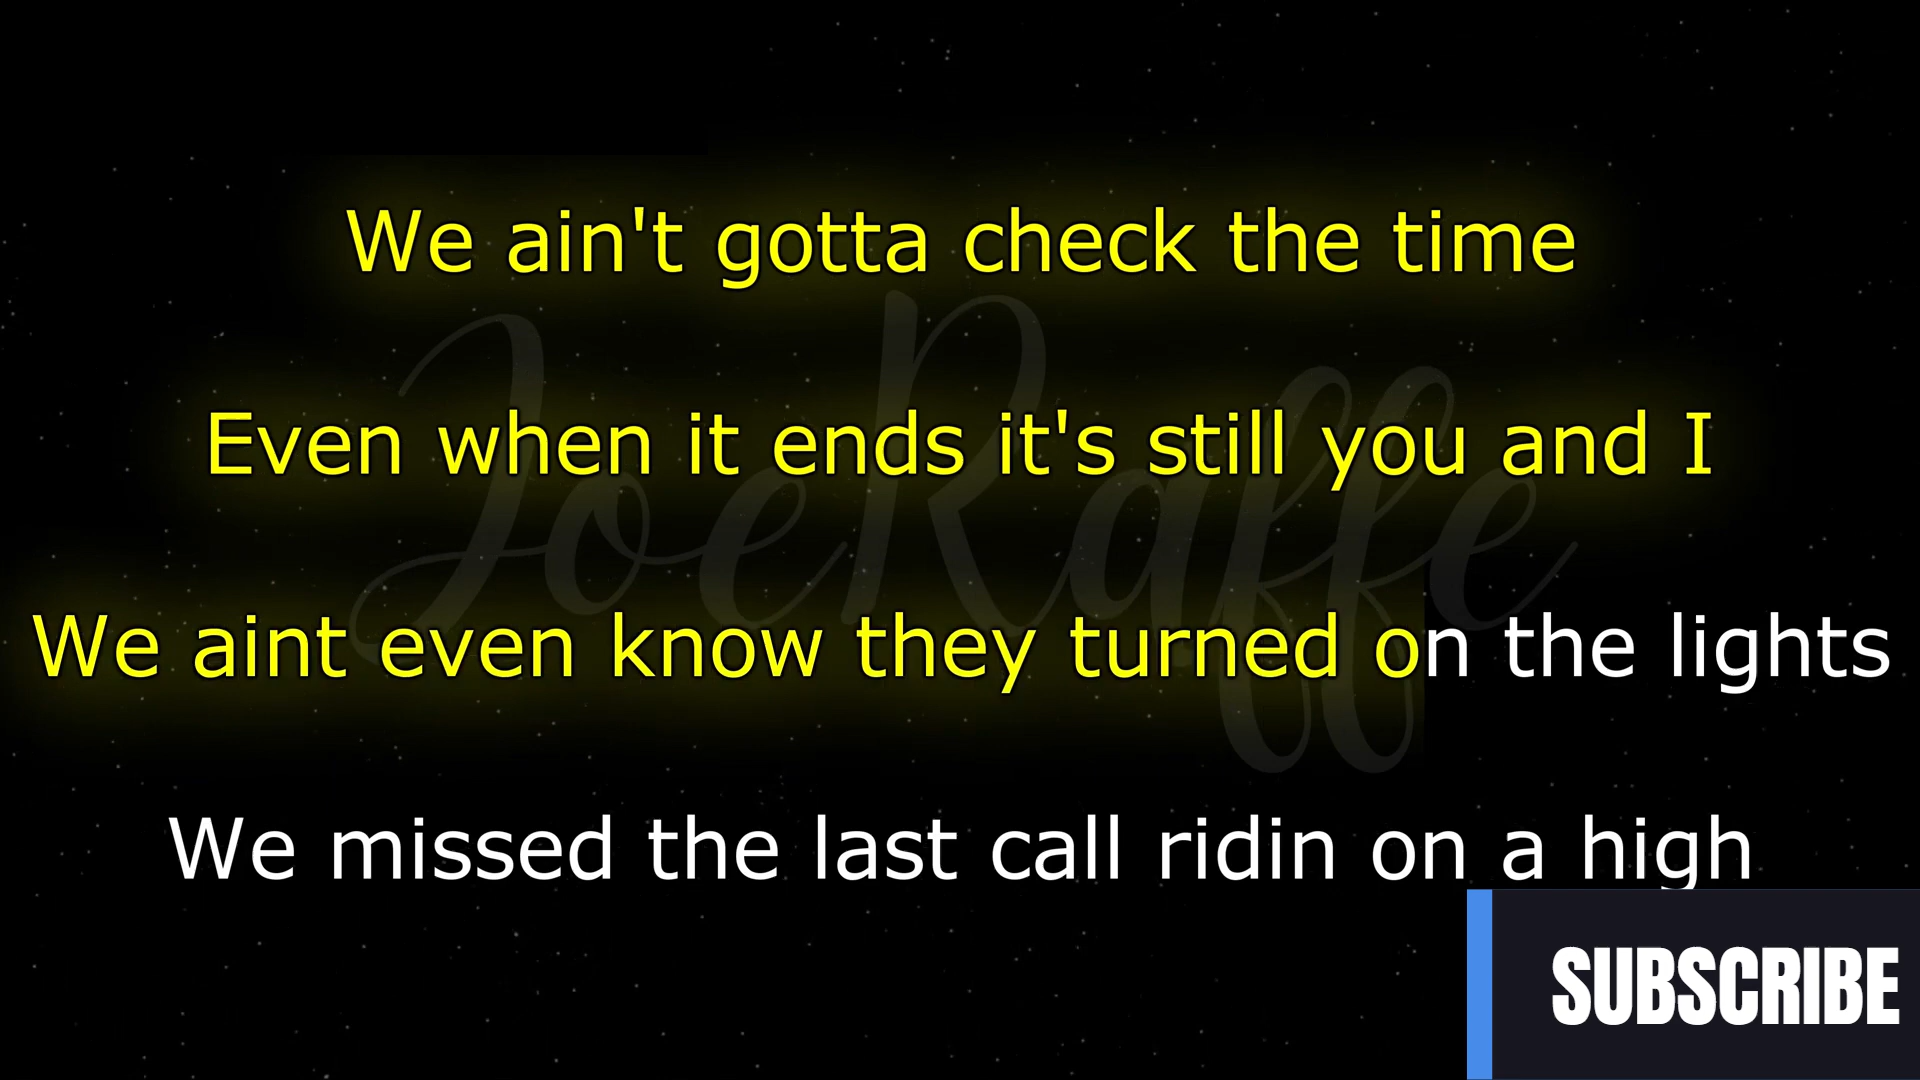 We ain't gotta check the time
Even when it ends it's still you and I
We aint even know they turned on the lights
We missed the last call ridin on a high
JoeRaffe
SUBSCRIBE